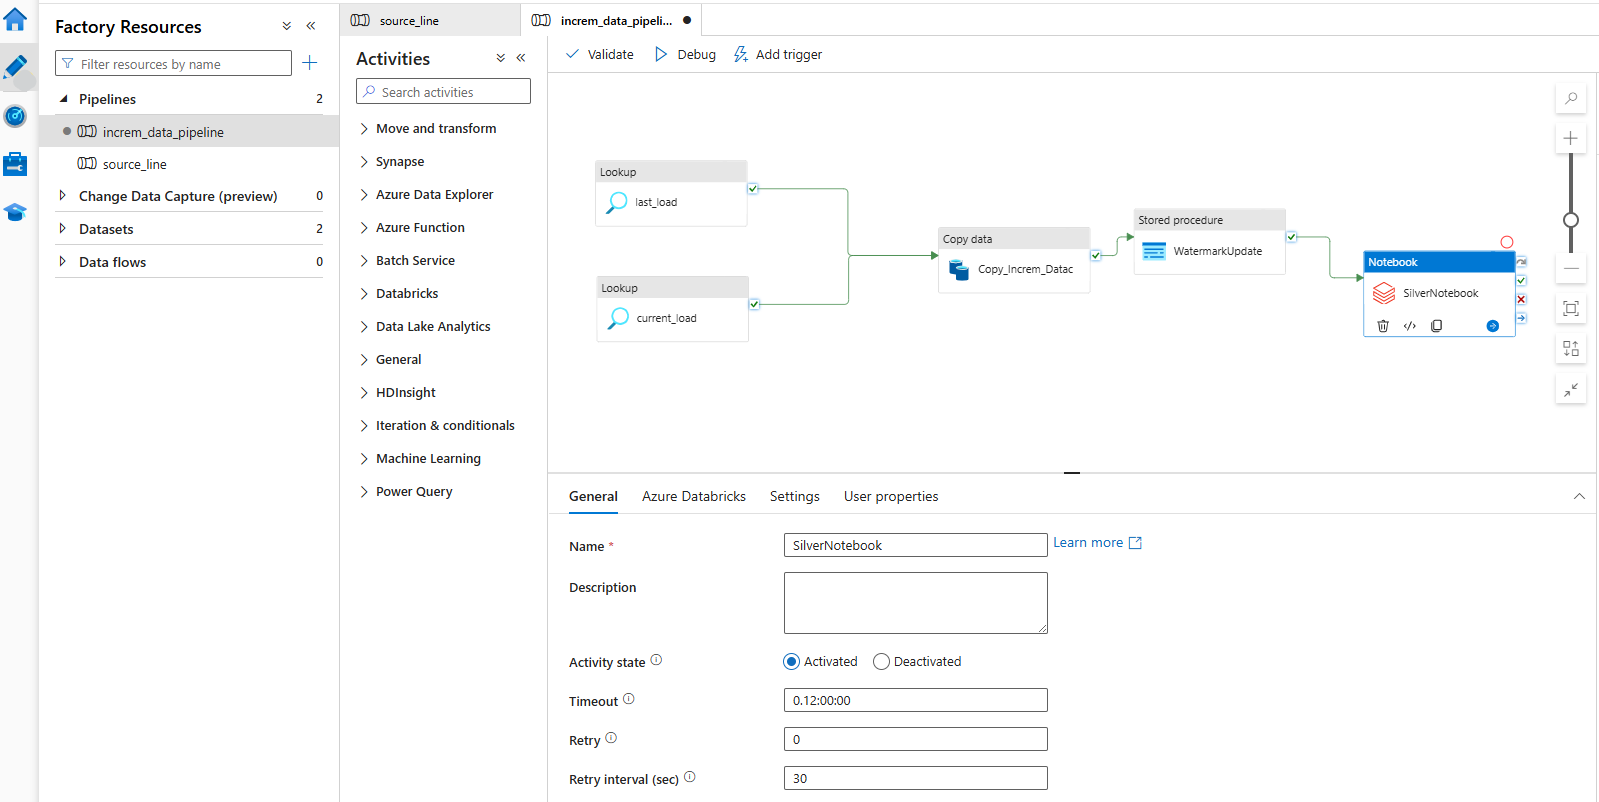 Factory Resources
Filter resources by name
Pipelines 2
increm_data_pipeline
source_line
Change Data Capture (preview) 0
Datasets 2
Data flows 0
source_line
increm_data_pipeli...
Activities
Search activities
Move and transform
Synapse
Azure Data Explorer
Azure Function
Batch Service
Databricks
Data Lake Analytics
General
HDInsight
Iteration & conditionals
Machine Learning
Power Query
Validate Debug Add trigger
Lookup
last_load
Lookup
current_load
Copy data
Copy_Increm_Datac
Stored procedure
WatermarkUpdate
Notebook
SilverNotebook
General Azure Databricks Settings User properties
Name * SilverNotebook Learn more
Description
Activity state Activated Deactivated
Timeout 0.12:00:00
Retry 0
Retry interval (sec) 30